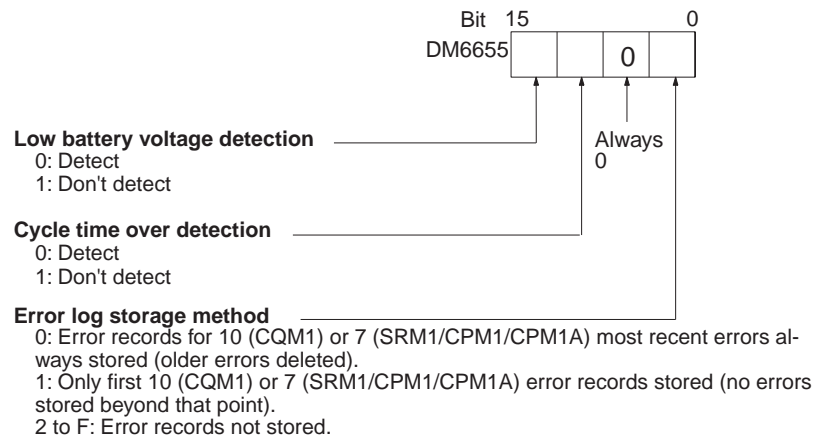 Bit 15 0
DM6655
0
Always
0
Low battery voltage detection
0: Detect
1: Don't detect
Cycle time over detection
0: Detect
1: Don't detect
Error log storage method
0: Error records for 10 (CQM1) or 7 (SRM1/CPM1/CPM1A) most recent errors al-
ways stored (older errors deleted).
1: Only first 10 (CQM1) or 7 (SRM1/CPM1/CPM1A) error records stored (no errors
stored beyond that point).
2 to F: Error records not stored.